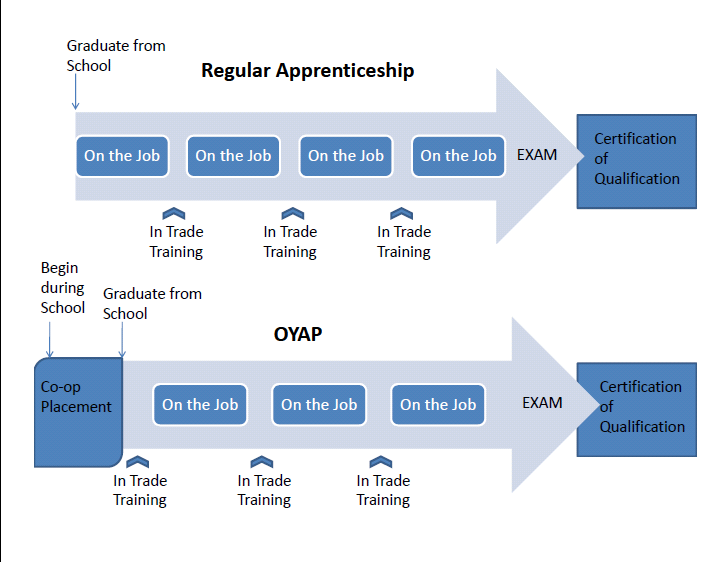 Graduate from
School
Regular Apprenticeship
On the Job
On the Job
On the Job
On the Job
EXAM
Certification
of
Qualification
In Trade
Training
In Trade
Training
In Trade
Training
Begin
during
School
Graduate from
School
OYAP
Co-op
Placement
On the Job
On the Job
On the Job
EXAM
Certification
of
Qualification
In Trade
Training
In Trade
Training
In Trade
Training